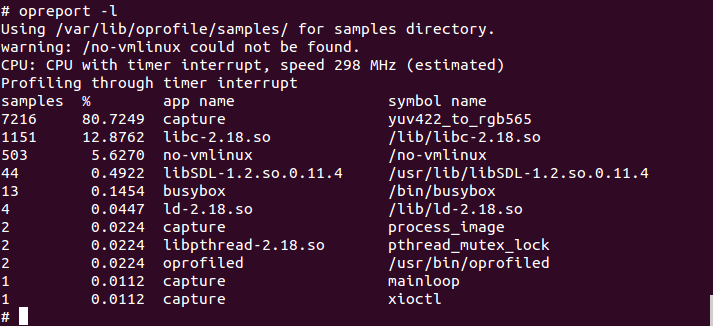 # opreport -l
Using /var/lib/oprofile/samples/ for samples directory.
warning: /no-vmlinux could not be found.
CPU: CPU with timer interrupt, speed 298 MHz (estimated)
Profiling through timer interrupt
samples  %        app name                 symbol name
7216     80.7249  capture                  yuv422_to_rgb565
1151     12.8762  libc-2.18.so             /lib/libc-2.18.so
503       5.6270  no-vmlinux               /no-vmlinux
44        0.4922  libSDL-1.2.so.0.11.4     /usr/lib/libSDL-1.2.so.0.11.4
13        0.1454  busybox                  /bin/busybox
4         0.0447  ld-2.18.so               /lib/ld-2.18.so
2         0.0224  capture                  process_image
2         0.0224  libpthread-2.18.so       pthread_mutex_lock
2         0.0224  oprofiled                /usr/bin/oprofiled
1         0.0112  capture                  mainloop
1         0.0112  capture                  xioctl
#